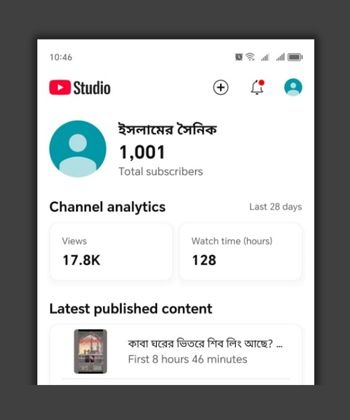 10:46
Studio
ইসলামের সৈনিক
1,001
Total subscribers
Channel analytics
Last 28 days
Views
17.8K
Watch time (hours)
128
Latest published content
কাবা ঘরের ভিতরে শিব লিং আছে? ...
First 8 hours 46 minutes